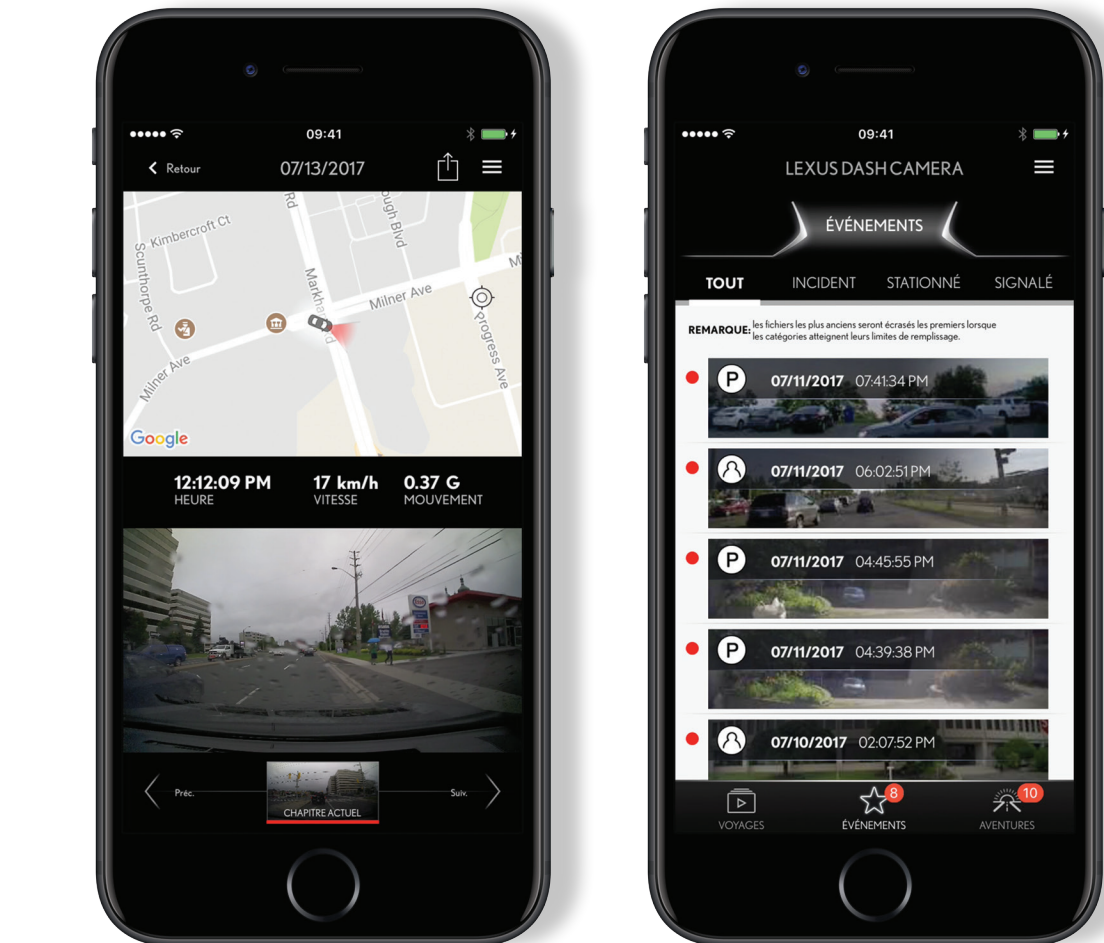 09:41
Retour
07/13/2017
Kimbercroft Ct
Scunthorpe Rd
Rd
ough Blvd
Markha
d
Milner Ave
Mi
Progress Ave
Milner Ave
Google
12:12:09 PM
HEURE
17 km/h
VITESSE
0.37 G
MOUVEMENT
Préc.
CHAPITRE ACTUEL
Suiv.
09:41
LEXUS DASH CAMERA
ÉVÉNEMENTS
TOUT INCIDENT STATIONNÉ SIGNALÉ
REMARQUE: les fichiers les plus anciens seront écrasés les premiers lorsque
les catégories atteignent leurs limites de remplissage.
P 07/11/2017 07:41:34 PM
07/11/2017 06:02:51 PM
P 07/11/2017 04:45:55 PM
P 07/11/2017 04:39:38 PM
07/10/2017 02:07:52 PM
8
10
VOYAGES
ÉVÉNEMENTS
AVENTURES